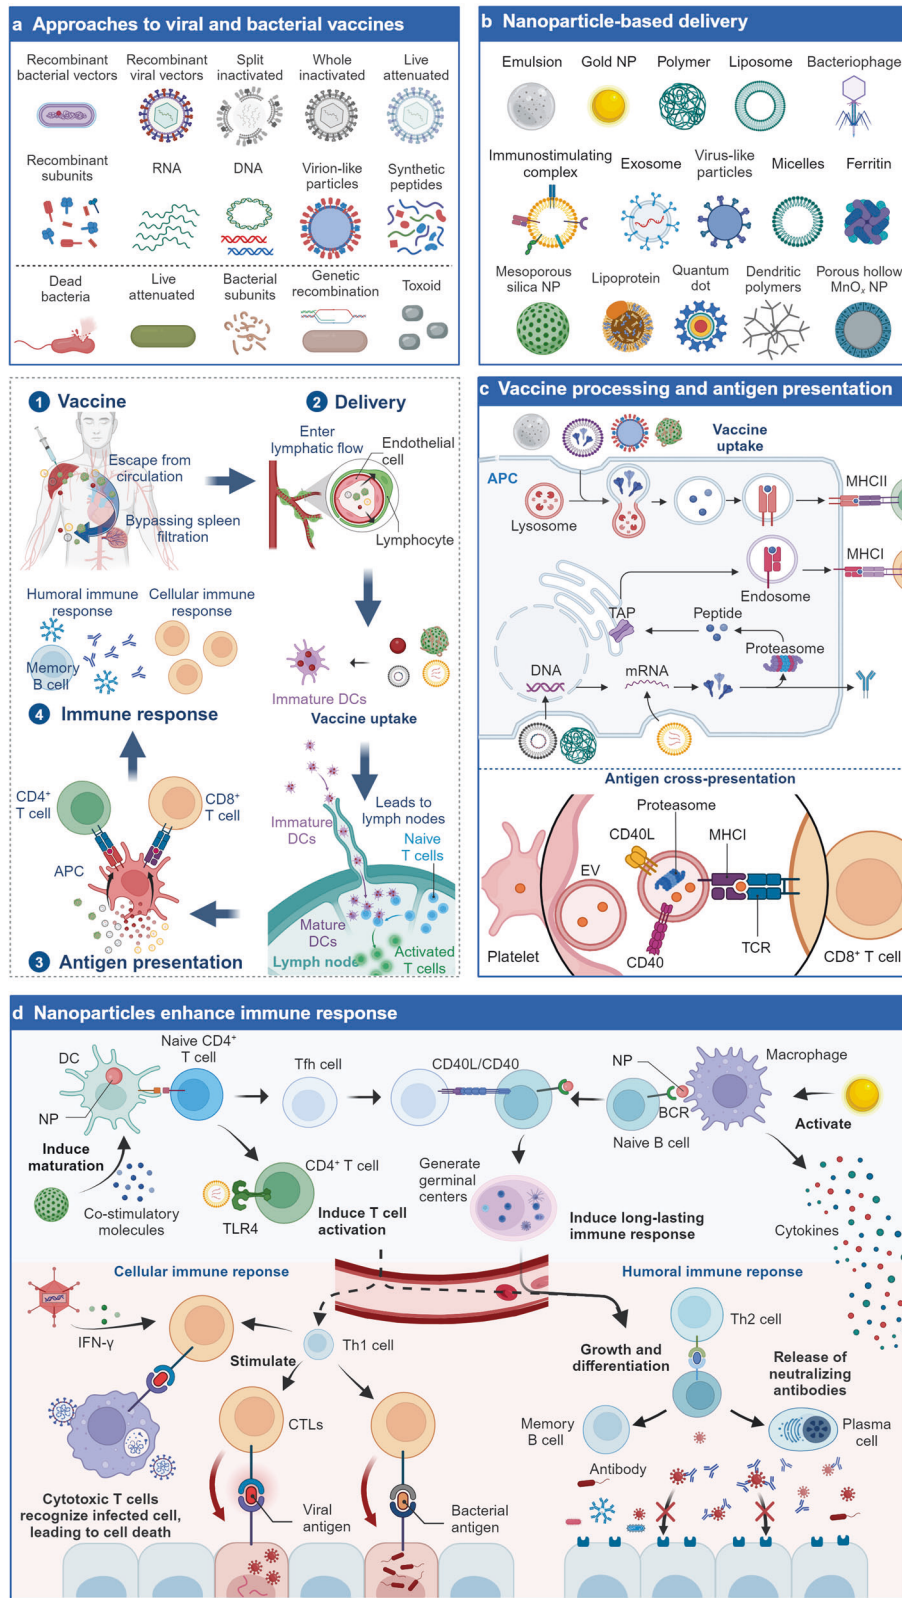 a Approaches to viral and bacterial vaccines
Recombinant
bacterial vectors
Recombinant
viral vectors
Split
inactivated
Whole
inactivated
Live
attenuated
Recombinant
subunits
RNA
DNA
Virion-like
particles
Synthetic
peptides
Dead
bacteria
Live
attenuated
Bacterial
subunits
Genetic
recombination
Toxoid
b Nanoparticle-based delivery
Emulsion
Gold NP
Polymer
Liposome
Bacteriophage
Immunostimulating
complex
Exosome
Virus-like
particles
Micelles
Ferritin
Mesoporous
silica NP
Lipoprotein
Quantum
dot
Dendritic
polymers
Porous hollow
MnOₓ NP
1 Vaccine
Escape from
circulation
Bypassing spleen
filtration
2 Delivery
Enter
lymphatic flow
Endothelial
cell
Lymphocyte
Humoral immune
response
Cellular immune
response
Memory
B cell
Immature DCs
Vaccine uptake
4 Immune response
CD4⁺
T cell
CD8⁺
T cell
APC
Immature
DCs
Leads to
lymph nodes
Naive
T cells
Mature
DCs
Lymph node
Activated
T cells
3 Antigen presentation
c Vaccine processing and antigen presentation
Vaccine
uptake
APC
Lysosome
MHCII
MHCI
Endosome
TAP
Peptide
Proteasome
DNA
mRNA
Antigen cross-presentation
Proteasome
CD40L
MHCI
EV
Platelet
CD40
TCR
CD8⁺ T cell
d Nanoparticles enhance immune response
DC
Naive CD4⁺
T cell
Tfh cell
CD40L/CD40
NP
Macrophage
NP
BCR
Naive B cell
Activate
Induce
maturation
Co-stimulatory
molecules
TLR4
CD4⁺ T cell
Induce T cell
activation
Generate
germinal
centers
Induce long-lasting
immune response
Cytokines
Cellular immune reponse
Humoral immune reponse
IFN-γ
Stimulate
Th1 cell
CTLs
Cytotoxic T cells
recognize infected cell,
leading to cell death
Viral
antigen
Bacterial
antigen
Th2 cell
Growth and
differentiation
Release of
neutralizing
antibodies
Memory
B cell
Plasma
cell
Antibody